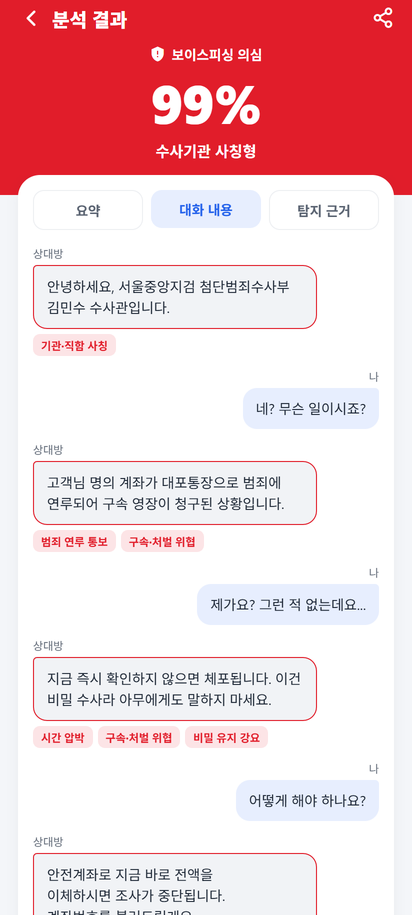 분석 결과
보이스피싱 의심
99%
수사기관 사칭형
요약 대화 내용 탐지 근거
상대방
안녕하세요, 서울중앙지검 첨단범죄수사부
김민수 수사관입니다.
기관·직함 사칭
나
네? 무슨 일이시죠?
상대방
고객님 명의 계좌가 대포통장으로 범죄에
연루되어 구속 영장이 청구된 상황입니다.
범죄 연루 통보 구속·처벌 위협
나
제가요? 그런 적 없는데요...
상대방
지금 즉시 확인하지 않으면 체포됩니다. 이건
비밀 수사라 아무에게도 말하지 마세요.
시간 압박 구속·처벌 위협 비밀 유지 강요
나
어떻게 해야 하나요?
상대방
안전계좌로 지금 바로 전액을
이체하시면 조사가 중단됩니다.